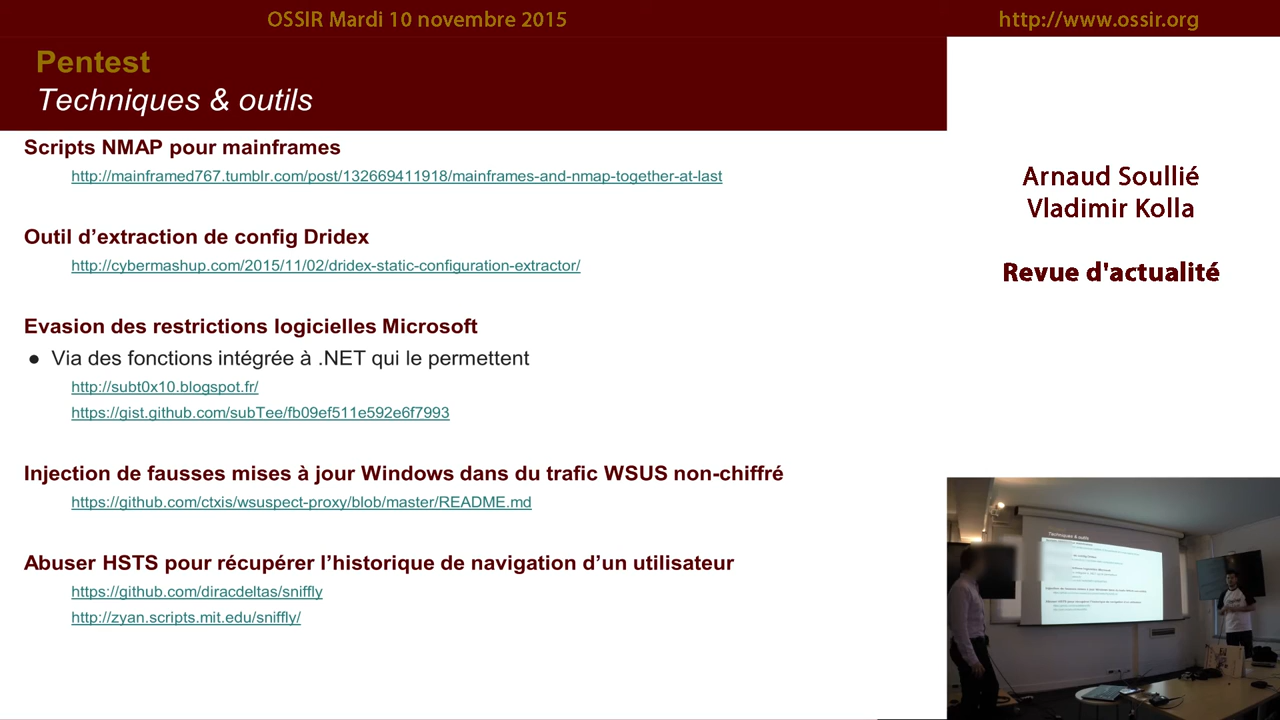 OSSIR Mardi 10 novembre 2015
http://www.ossir.org
Pentest
Techniques & outils
Scripts NMAP pour mainframes
http://mainframed767.tumblr.com/post/132669411918/mainframes-and-nmap-together-at-last
Outil d’extraction de config Dridex
http://cybermashup.com/2015/11/02/dridex-static-configuration-extractor/
Evasion des restrictions logicielles Microsoft
● Via des fonctions intégrée à .NET qui le permettent
http://subt0x10.blogspot.fr/
https://gist.github.com/subTee/fb09ef511e592e6f7993
Injection de fausses mises à jour Windows dans du trafic WSUS non-chiffré
https://github.com/ctxis/wsuspect-proxy/blob/master/README.md
Abuser HSTS pour récupérer l’historique de navigation d’un utilisateur
https://github.com/diracdeltas/sniffly
http://zyan.scripts.mit.edu/sniffly/
Arnaud Soullié
Vladimir Kolla
Revue d'actualité
Techniques & outils